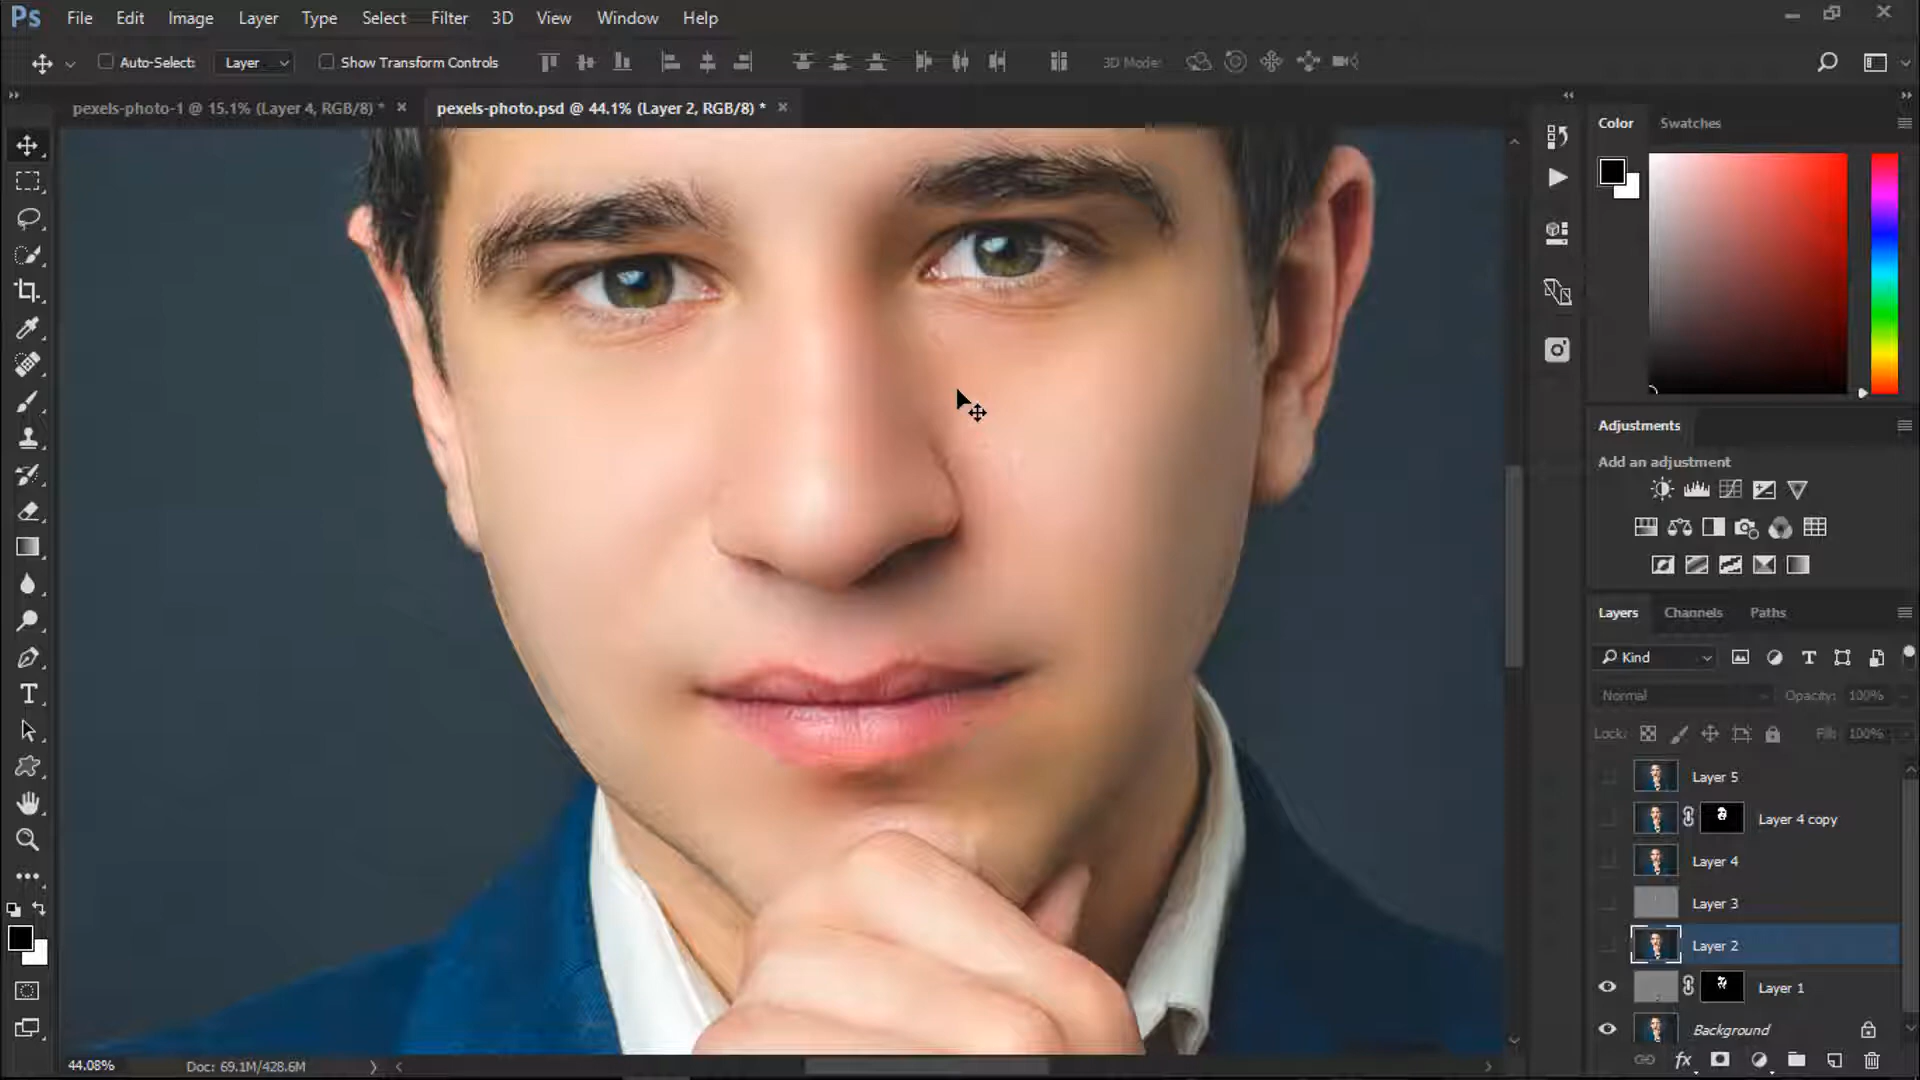 Ps File Edit Image Layer Type Select Filter 3D View Window Help
Auto-Select: Layer Show Transform Controls 3D Mode:
pexels-photo-1 @ 15.1% (Layer 4, RGB/8) * pexels-photo.psd @ 44.1% (Layer 2, RGB/8) *
Color Swatches
Adjustments
Add an adjustment
Layers Channels Paths
Kind
Normal Opacity: 100%
Lock: Fill: 100%
Layer 5
Layer 4 copy
Layer 4
Layer 3
Layer 2
Layer 1
Background
44.08% Doc: 69.1M/428.6M
fx